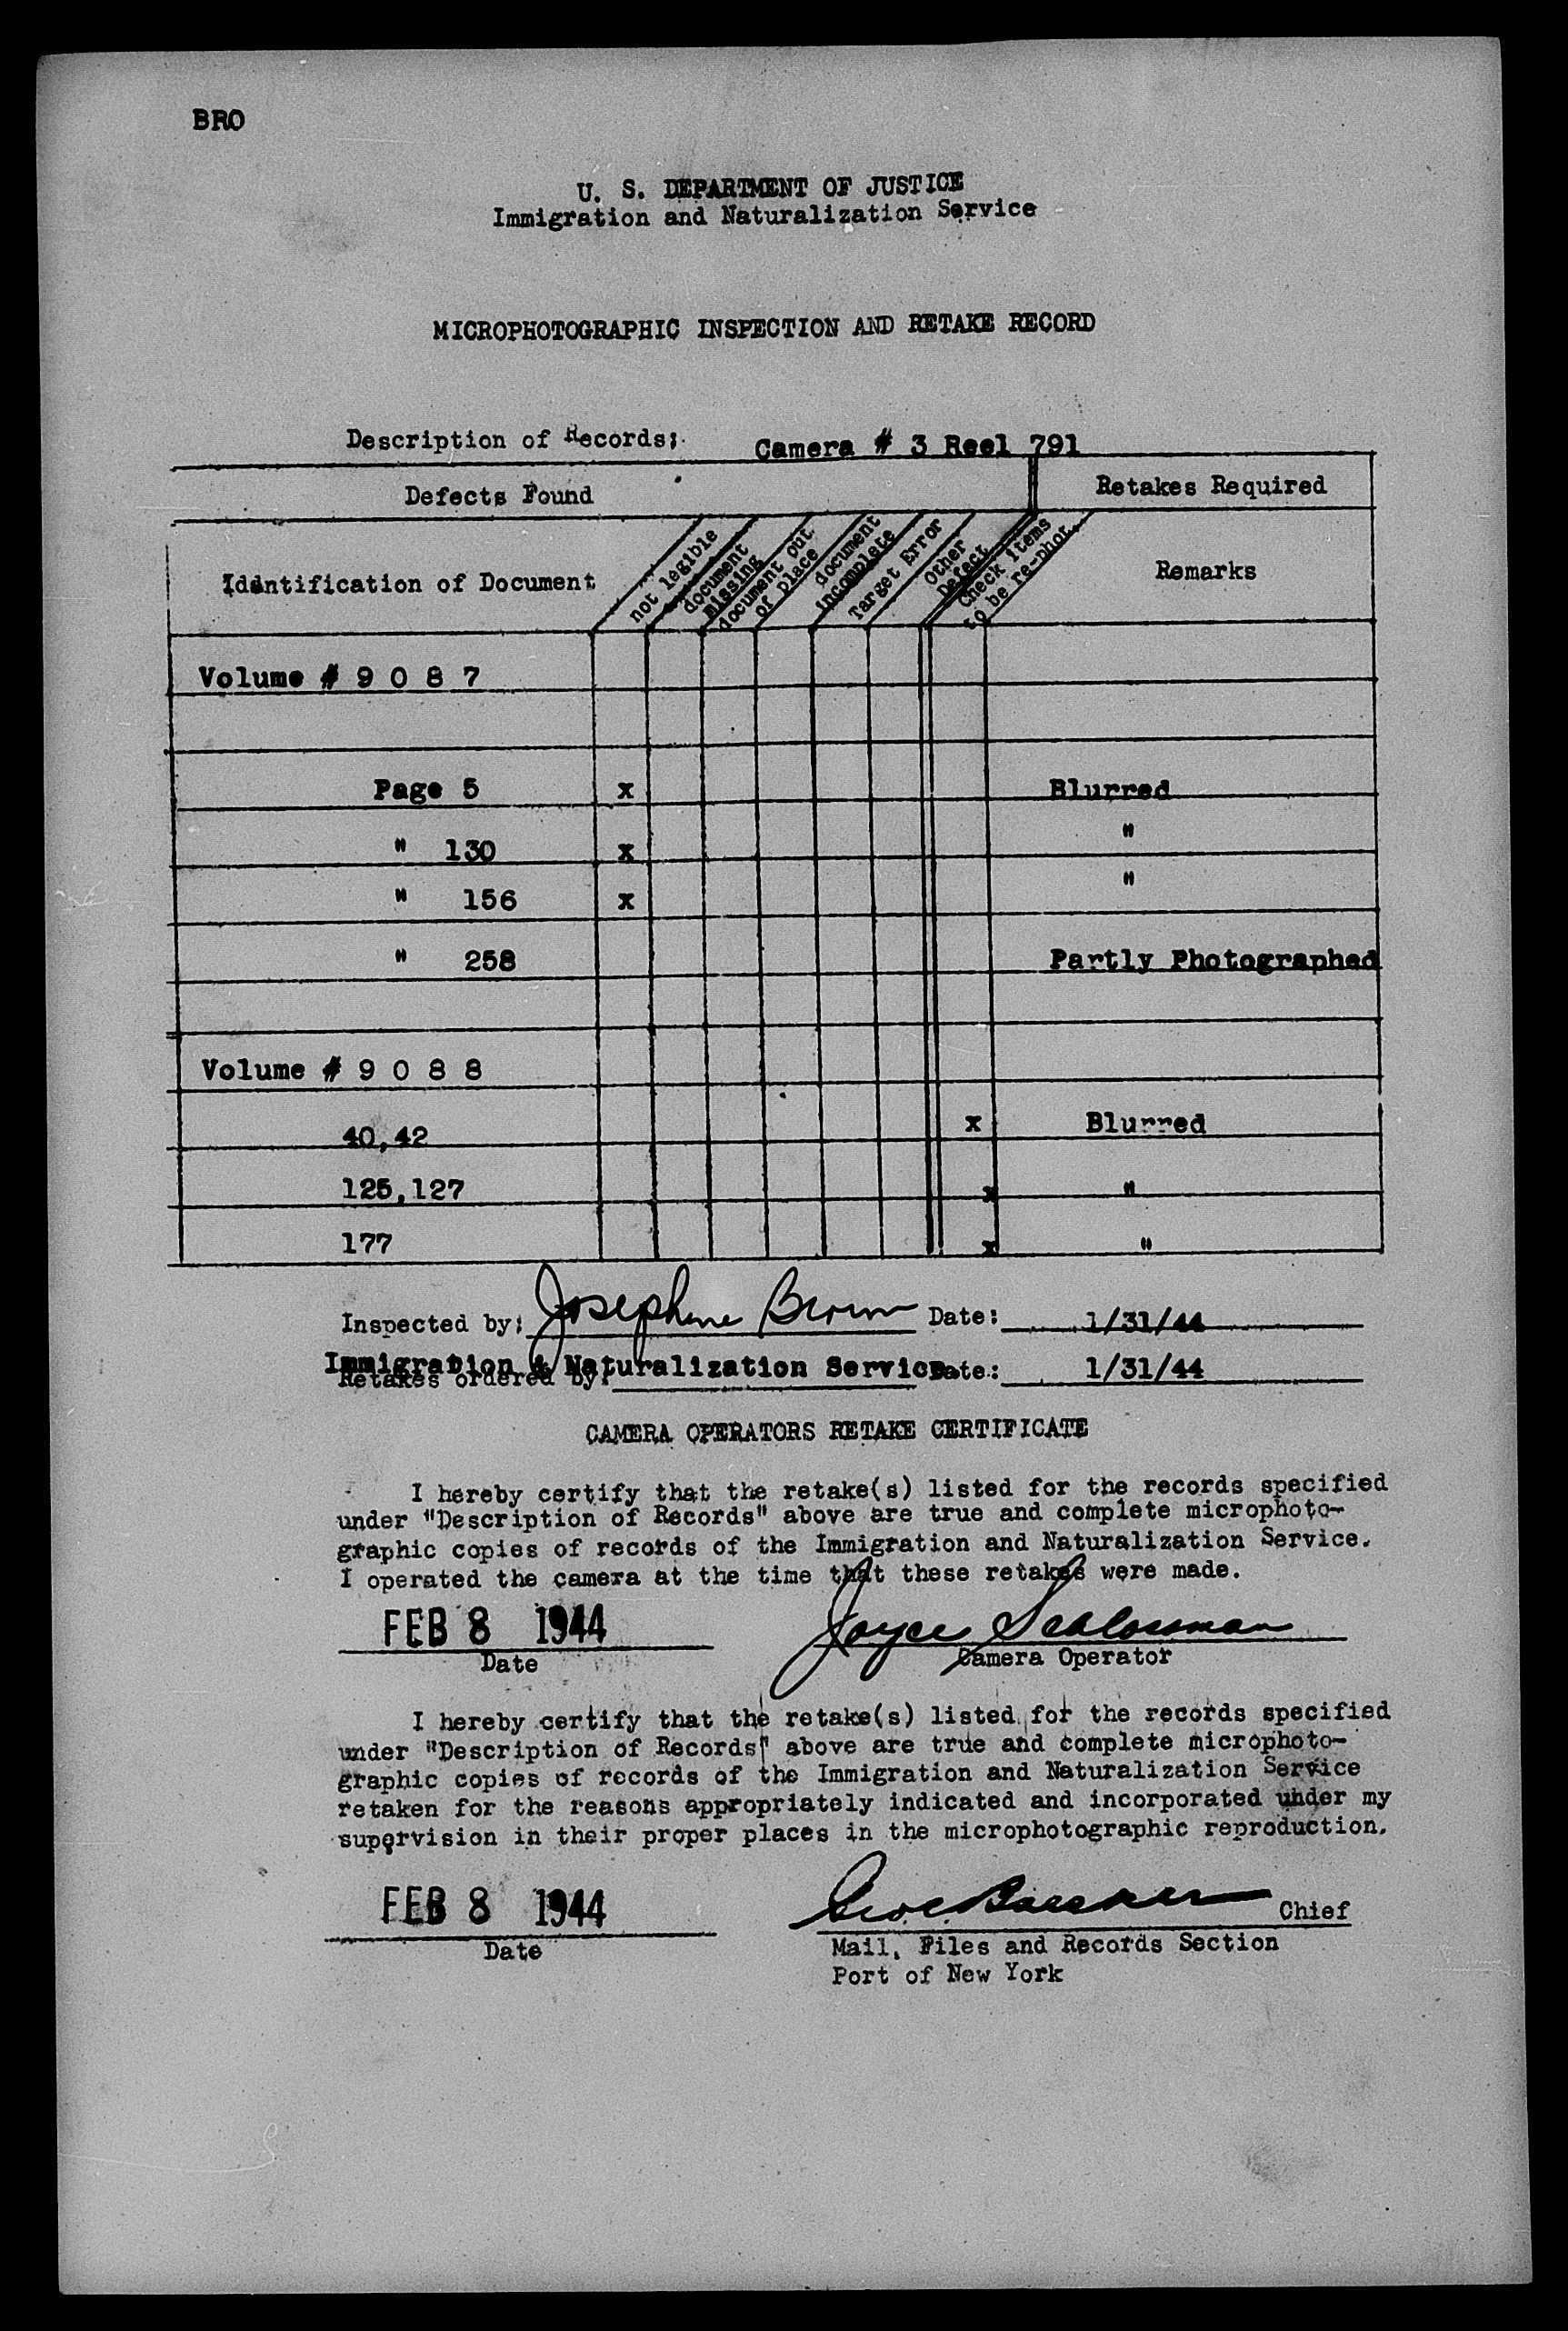 BRO
U. S. DEPARTMENT OF JUSTICE
Immigration and Naturalization Service
MICROPHOTOGRAPHIC INSPECTION AND RETAKE RECORD
Description of Records: Camera # 3 Reel 791
Defects Found Retakes Required
Identification of Document not legible document missing document out of place document incomplete Target Error Other Defect Check items to be re-phot. Remarks
Volume # 9 0 8 7
Page 5 x Blurred
" 130 x "
" 156 x "
" 258 Partly Photographed
Volume # 9 0 8 8
40,42 x Blurred
125,127 x "
177 x "
Inspected by: Josephine Brown Date: 1/31/44
Immigration & Naturalization Service
Retakes ordered by: Date: 1/31/44
CAMERA OPERATORS RETAKE CERTIFICATE
I hereby certify that the retake(s) listed for the records specified
under "Description of Records" above are true and complete microphoto-
graphic copies of records of the Immigration and Naturalization Service.
I operated the camera at the time that these retakes were made.
FEB 8 1944 Joyce Schlossman
Date Camera Operator
I hereby certify that the retake(s) listed for the records specified
under "Description of Records" above are true and complete microphoto-
graphic copies of records of the Immigration and Naturalization Service
retaken for the reasons appropriately indicated and incorporated under my
supervision in their proper places in the microphotographic reproduction.
FEB 8 1944 Chief
Date Mail, Files and Records Section
Port of New York